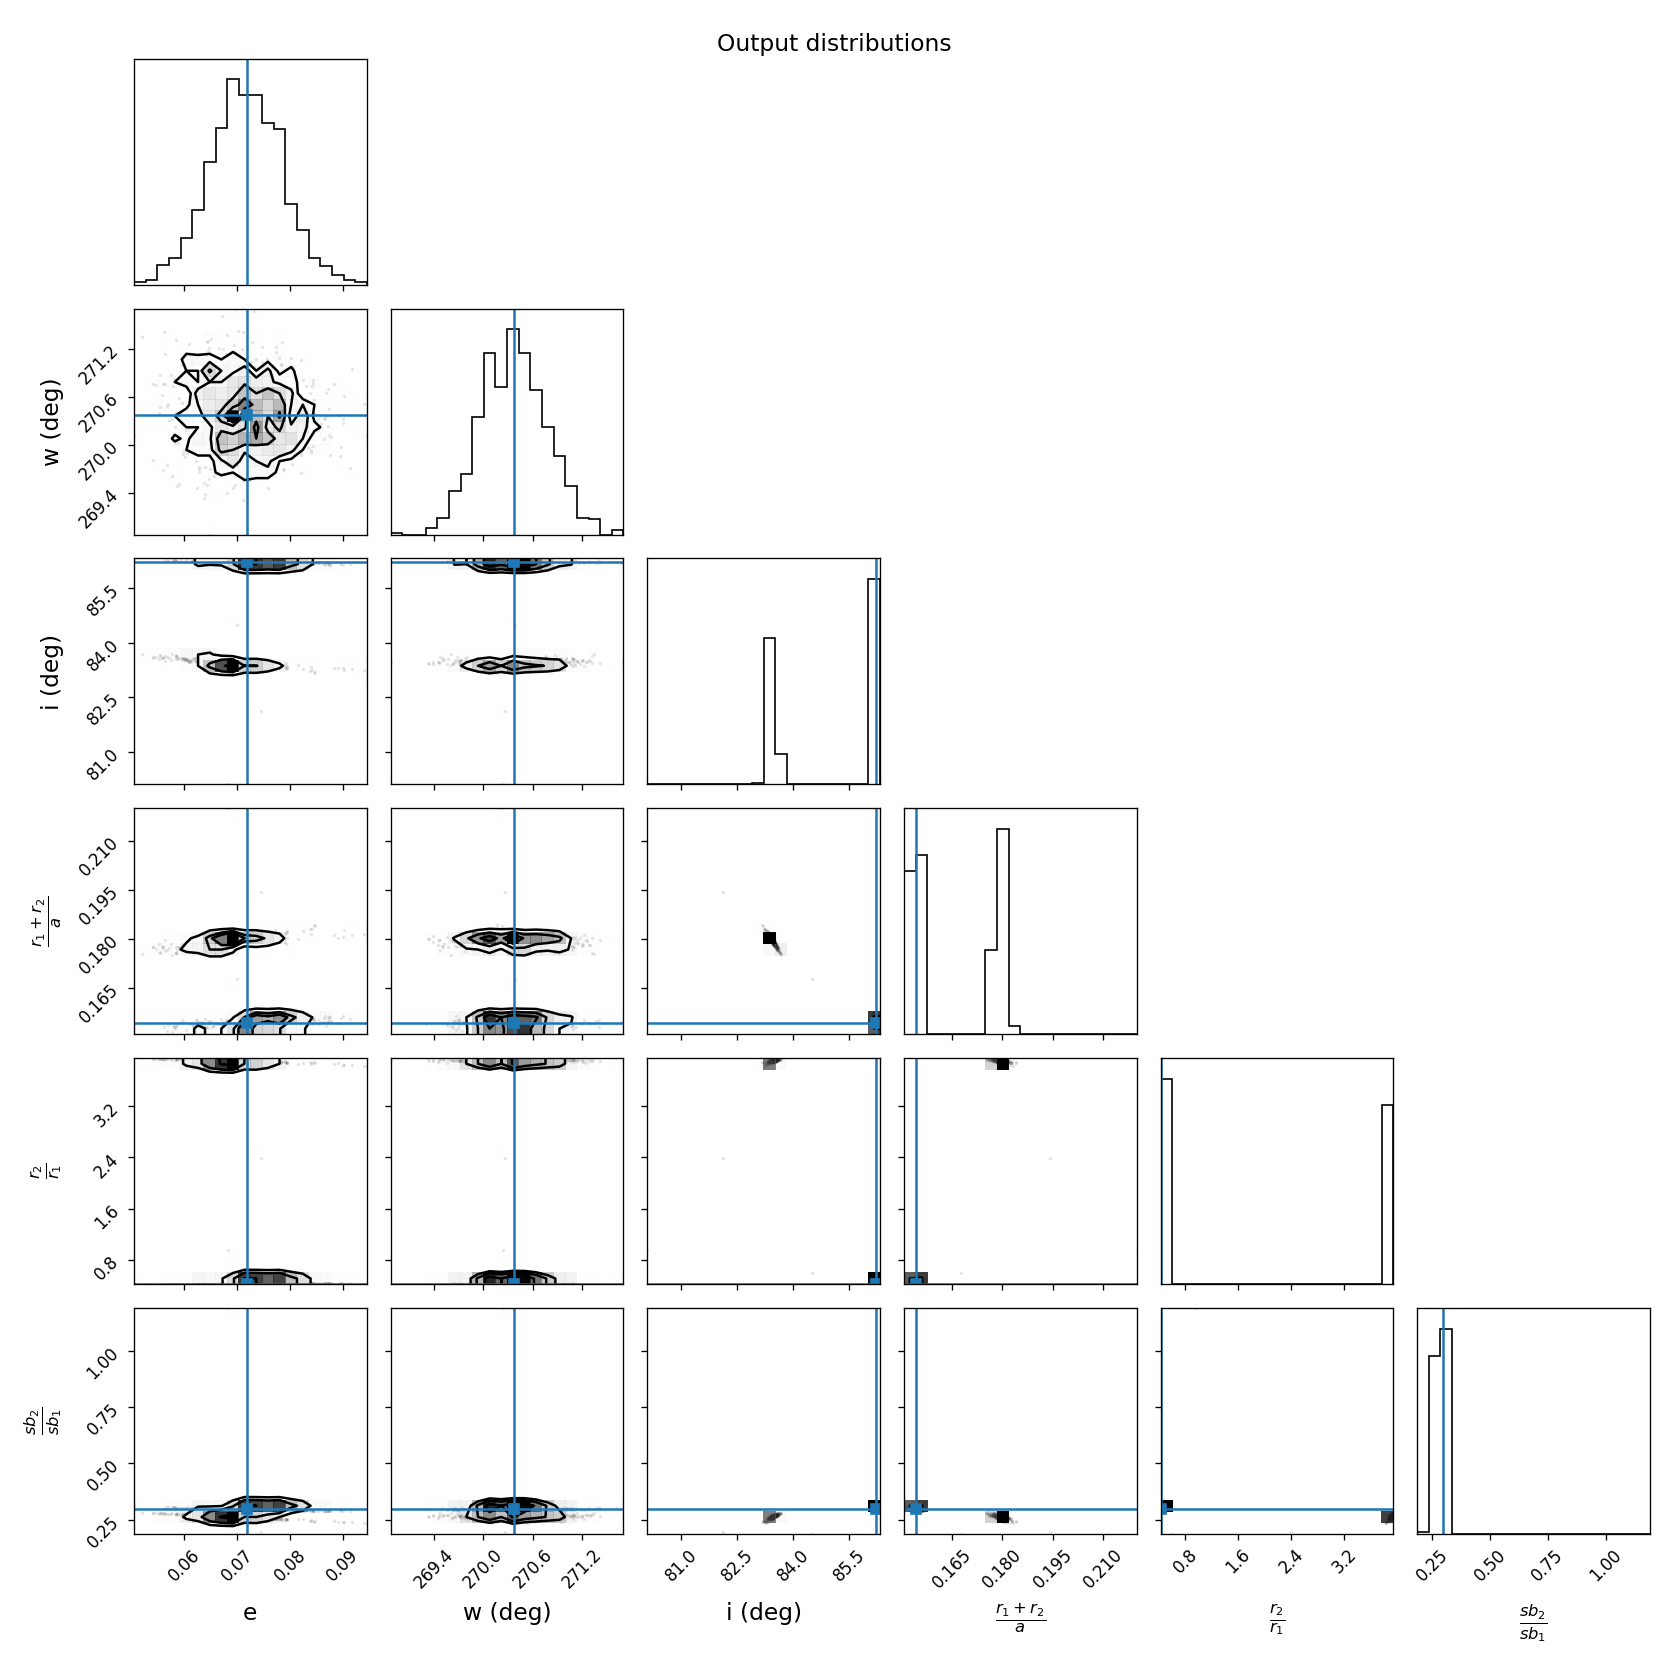 Output distributions
w (deg)
271.2
270.6
270.0
269.4
i (deg)
85.5
84.0
82.5
81.0
r1 + r2
a
0.210
0.195
0.180
0.165
r2
r1
3.2
2.4
1.6
0.8
sb2
sb1
1.00
0.75
0.50
0.25
0.06 0.07 0.08 0.09 269.4 270.0 270.6 271.2 81.0 82.5 84.0 85.5 0.165 0.180 0.195 0.210 0.8 1.6 2.4 3.2 0.25 0.50 0.75 1.00
e w (deg) i (deg) r1 + r2 r2 sb2
a r1 sb1